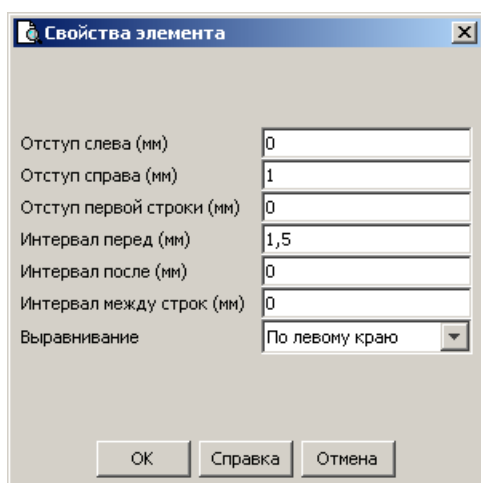 Свойства элемента
Отступ слева (мм) 0
Отступ справа (мм) 1
Отступ первой строки (мм) 0
Интервал перед (мм) 1,5
Интервал после (мм) 0
Интервал между строк (мм) 0
Выравнивание По левому краю
ОК Справка Отмена